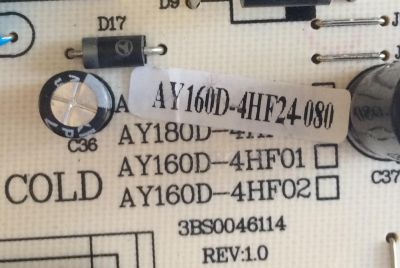 D9
D17
J
J
AY160D-4HF24-080
C36
AY180D-4H
AY160D-4HF01
COLD AY160D-4HF02
C37
3BS0046114
REV:1.0